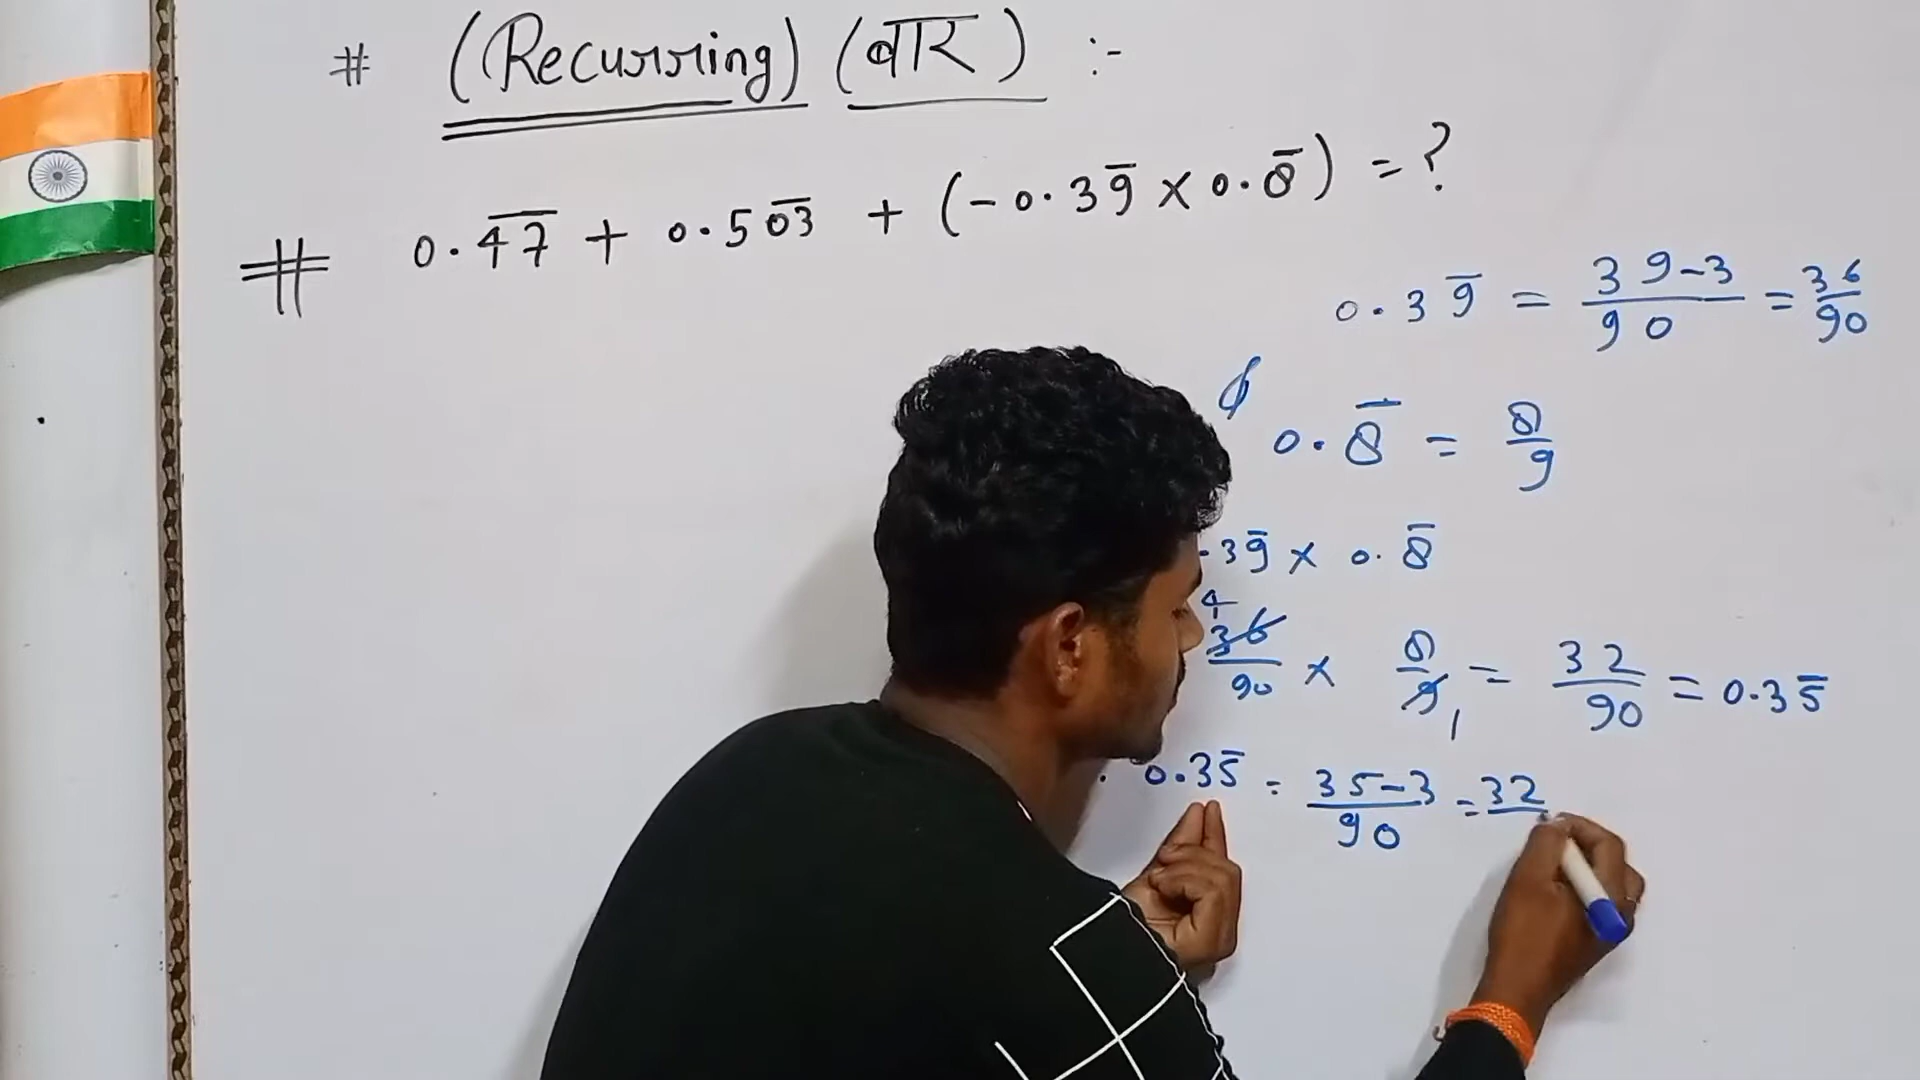 # (Recurring) (बार) :-
# 0.4̅7̅ + 0.50̅3̅ + (-0.39̅ × 0.8̅) = ?
0.39̅ = 39-3/90 = 36/90
0.8̅ = 8/9
.39̅ × 0.8̅
4
36/90 × 8/9 1 = 32/90 = 0.35̅
0.35̅ = 35-3/90 = 32